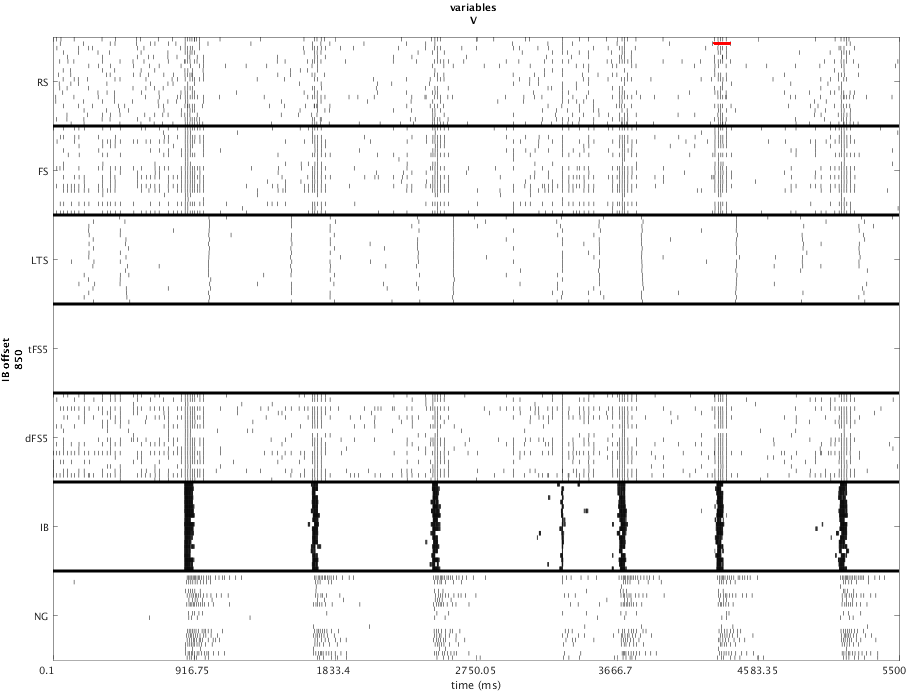 variables
V
RS
FS
LTS
IB offset
850
tFS5
dFS5
IB
NG
0.1 916.75 1833.4 2750.05 3666.7 4583.35 5500
time (ms)